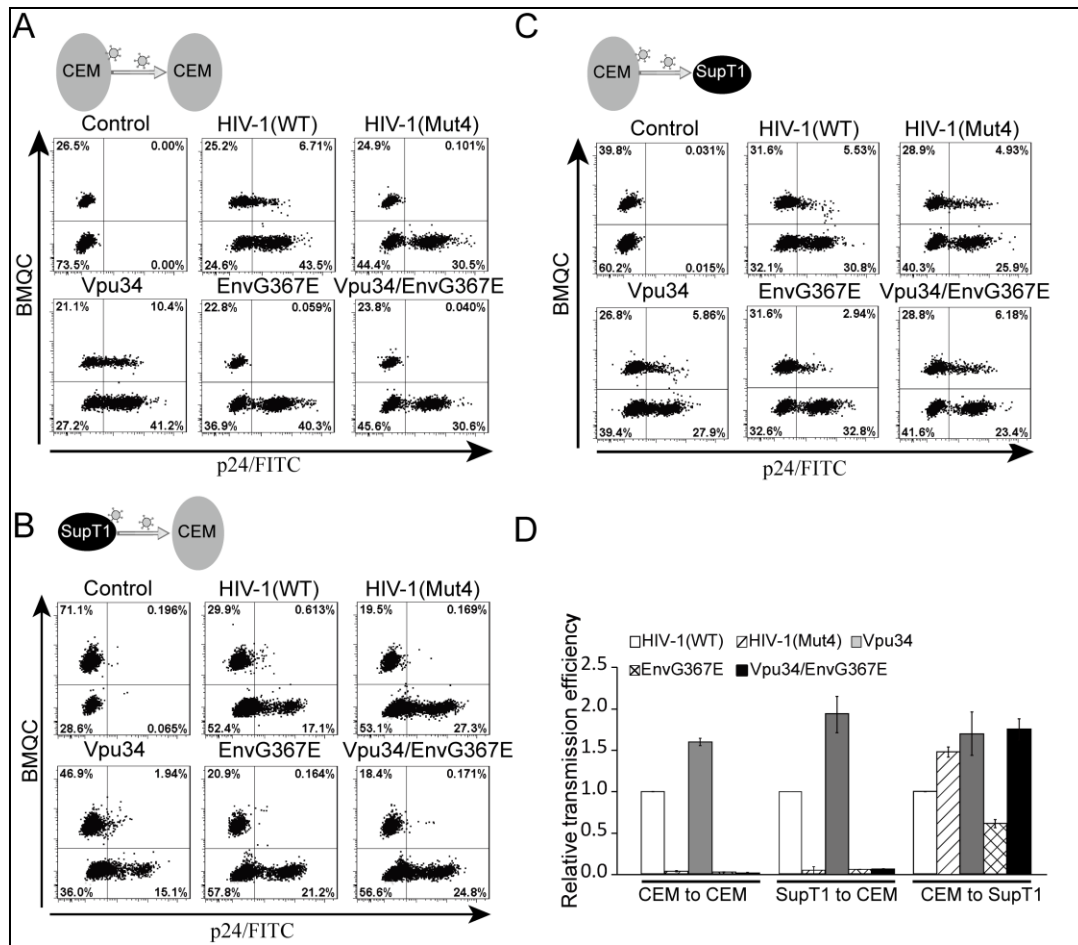 A
CEM
CEM
Control
HIV-1(WT)
HIV-1(Mut4)
26.5%
0.00%
25.2%
6.71%
24.9%
0.101%
73.5%
0.00%
24.6%
43.5%
44.4%
30.5%
Vpu34
EnvG367E
Vpu34/EnvG367E
21.1%
10.4%
22.8%
0.059%
23.8%
0.040%
27.2%
41.2%
36.9%
40.3%
45.6%
30.6%
BMQC
p24/FITC
B
SupT1
CEM
Control
HIV-1(WT)
HIV-1(Mut4)
71.1%
0.196%
29.9%
0.613%
19.5%
0.169%
28.6%
0.065%
52.4%
17.1%
53.1%
27.3%
Vpu34
EnvG367E
Vpu34/EnvG367E
46.9%
1.94%
20.9%
0.164%
18.4%
0.171%
36.0%
15.1%
57.8%
21.2%
56.6%
24.8%
BMQC
p24/FITC
C
CEM
SupT1
Control
HIV-1(WT)
HIV-1(Mut4)
39.8%
0.031%
31.6%
5.53%
28.9%
4.93%
60.2%
0.015%
32.1%
30.8%
40.3%
25.9%
Vpu34
EnvG367E
Vpu34/EnvG367E
26.8%
5.86%
31.6%
2.94%
28.8%
6.18%
39.4%
27.9%
32.6%
32.8%
41.6%
23.4%
BMQC
p24/FITC
D
HIV-1(WT)
HIV-1(Mut4)
Vpu34
EnvG367E
Vpu34/EnvG367E
Relative transmission efficiency
2.5
2.0
1.5
1.0
0.5
0.0
CEM to CEM
SupT1 to CEM
CEM to SupT1